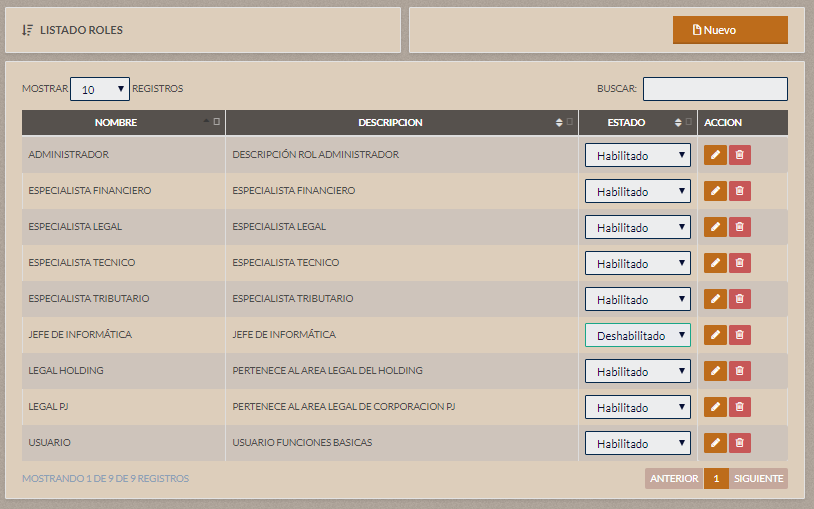 LISTADO ROLES
Nuevo
MOSTRAR 10 REGISTROS
BUSCAR:
NOMBRE DESCRIPCION ESTADO ACCION
ADMINISTRADOR DESCRIPCIÓN ROL ADMINISTRADOR Habilitado
ESPECIALISTA FINANCIERO ESPECIALISTA FINANCIERO Habilitado
ESPECIALISTA LEGAL ESPECIALISTA LEGAL Habilitado
ESPECIALISTA TECNICO ESPECIALISTA TECNICO Habilitado
ESPECIALISTA TRIBUTARIO ESPECIALISTA TRIBUTARIO Habilitado
JEFE DE INFORMÁTICA JEFE DE INFORMÁTICA Deshabilitado
LEGAL HOLDING PERTENECE AL AREA LEGAL DEL HOLDING Habilitado
LEGAL PJ PERTENECE AL AREA LEGAL DE CORPORACION PJ Habilitado
USUARIO USUARIO FUNCIONES BASICAS Habilitado
MOSTRANDO 1 DE 9 DE 9 REGISTROS
ANTERIOR 1 SIGUIENTE